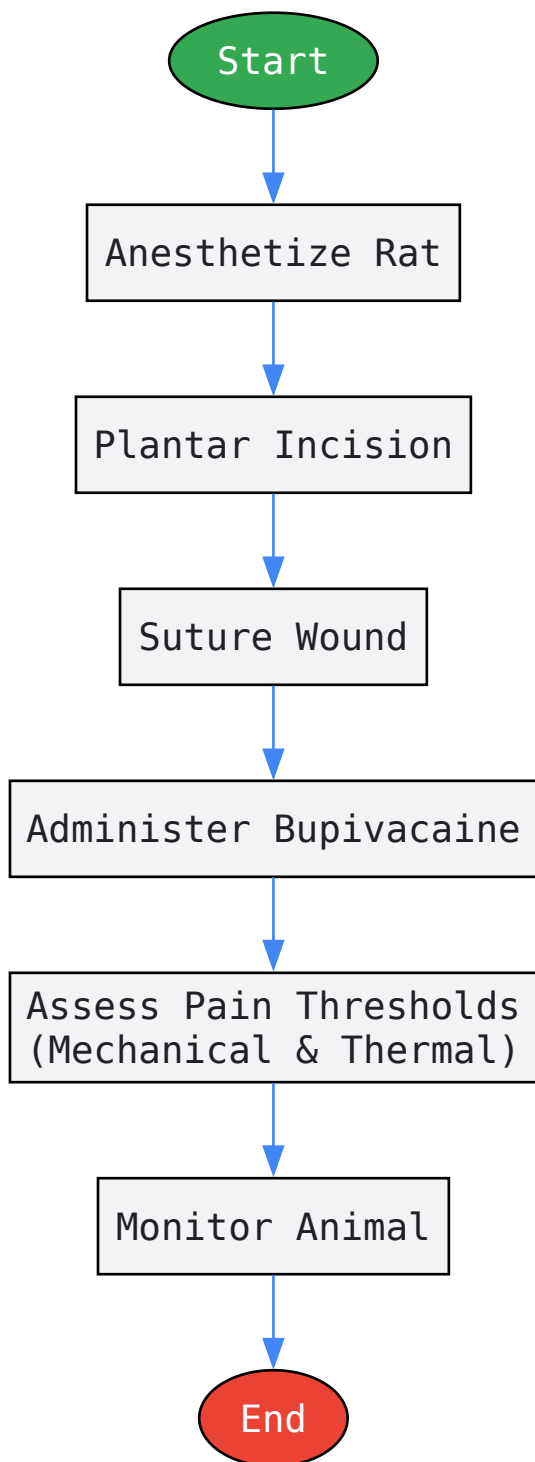 Start
Anesthetize Rat
Plantar Incision
Suture Wound
Administer Bupivacaine
Assess Pain Thresholds
(Mechanical & Thermal)
Monitor Animal
End